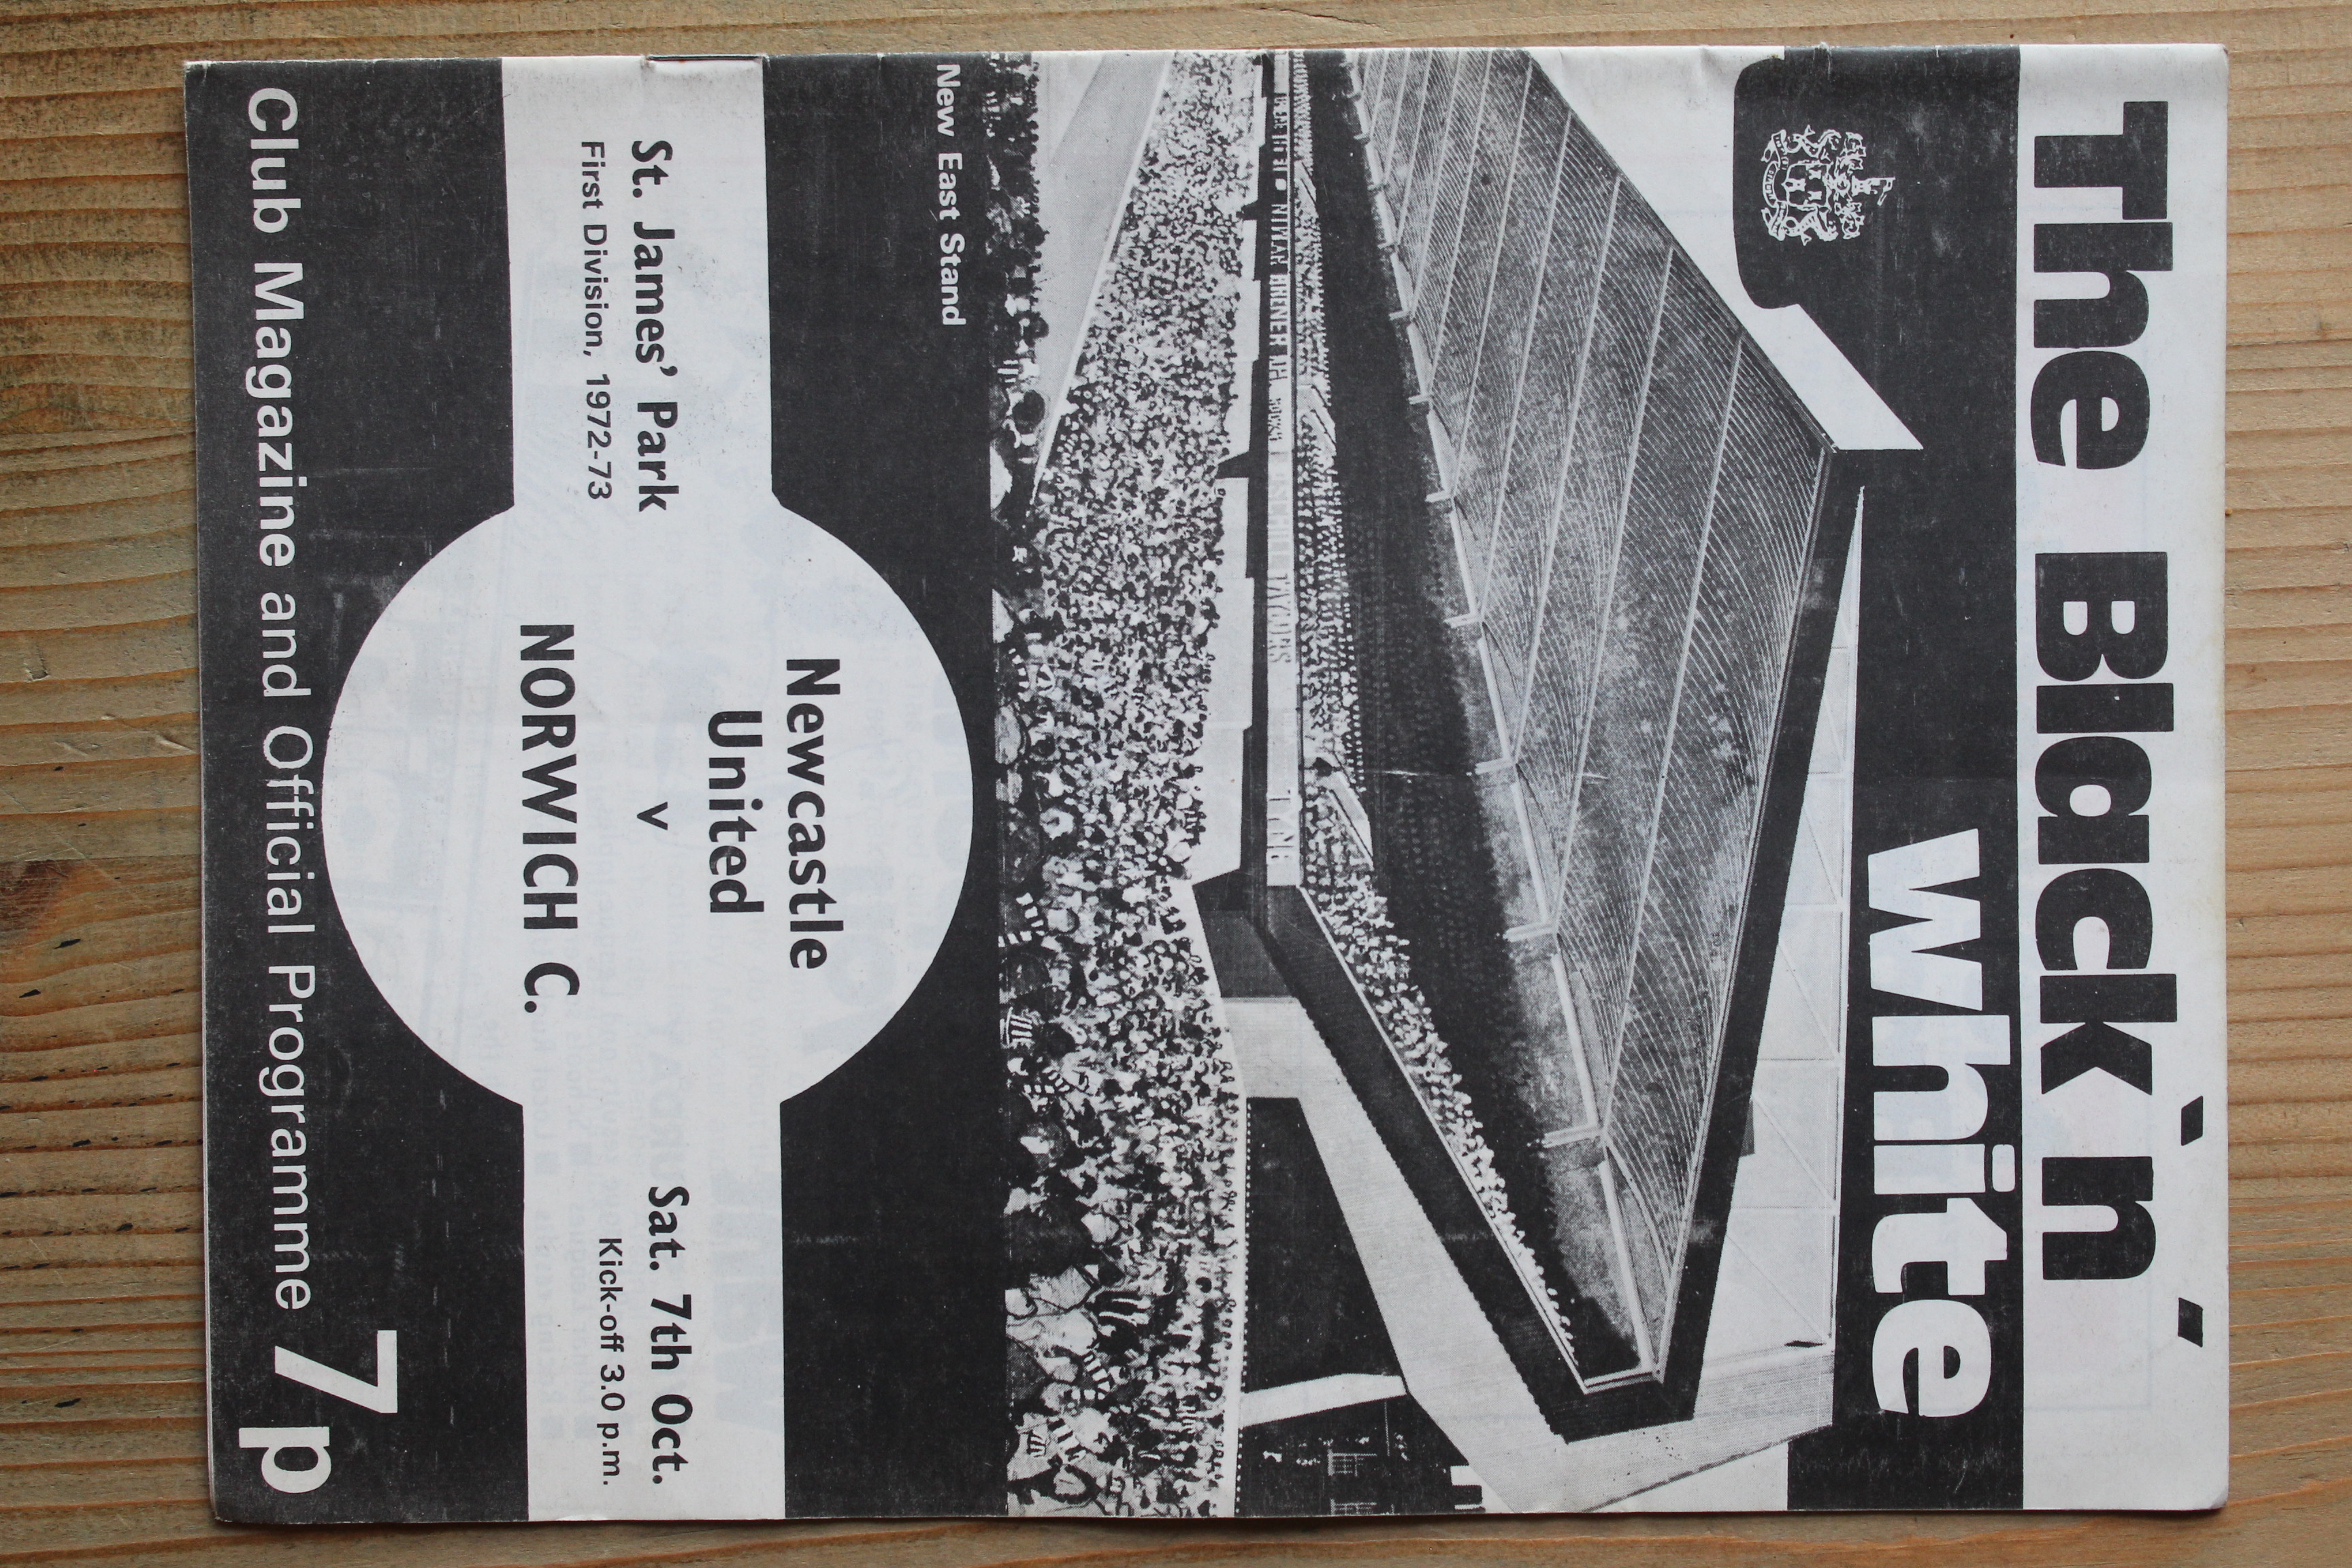 The Black 'n'
white
New East Stand
Newcastle
United
v
NORWICH C.
St. James' Park
First Division, 1972-73
Sat. 7th Oct.
Kick-off 3.0 p.m.
Club Magazine and Official Programme 7p